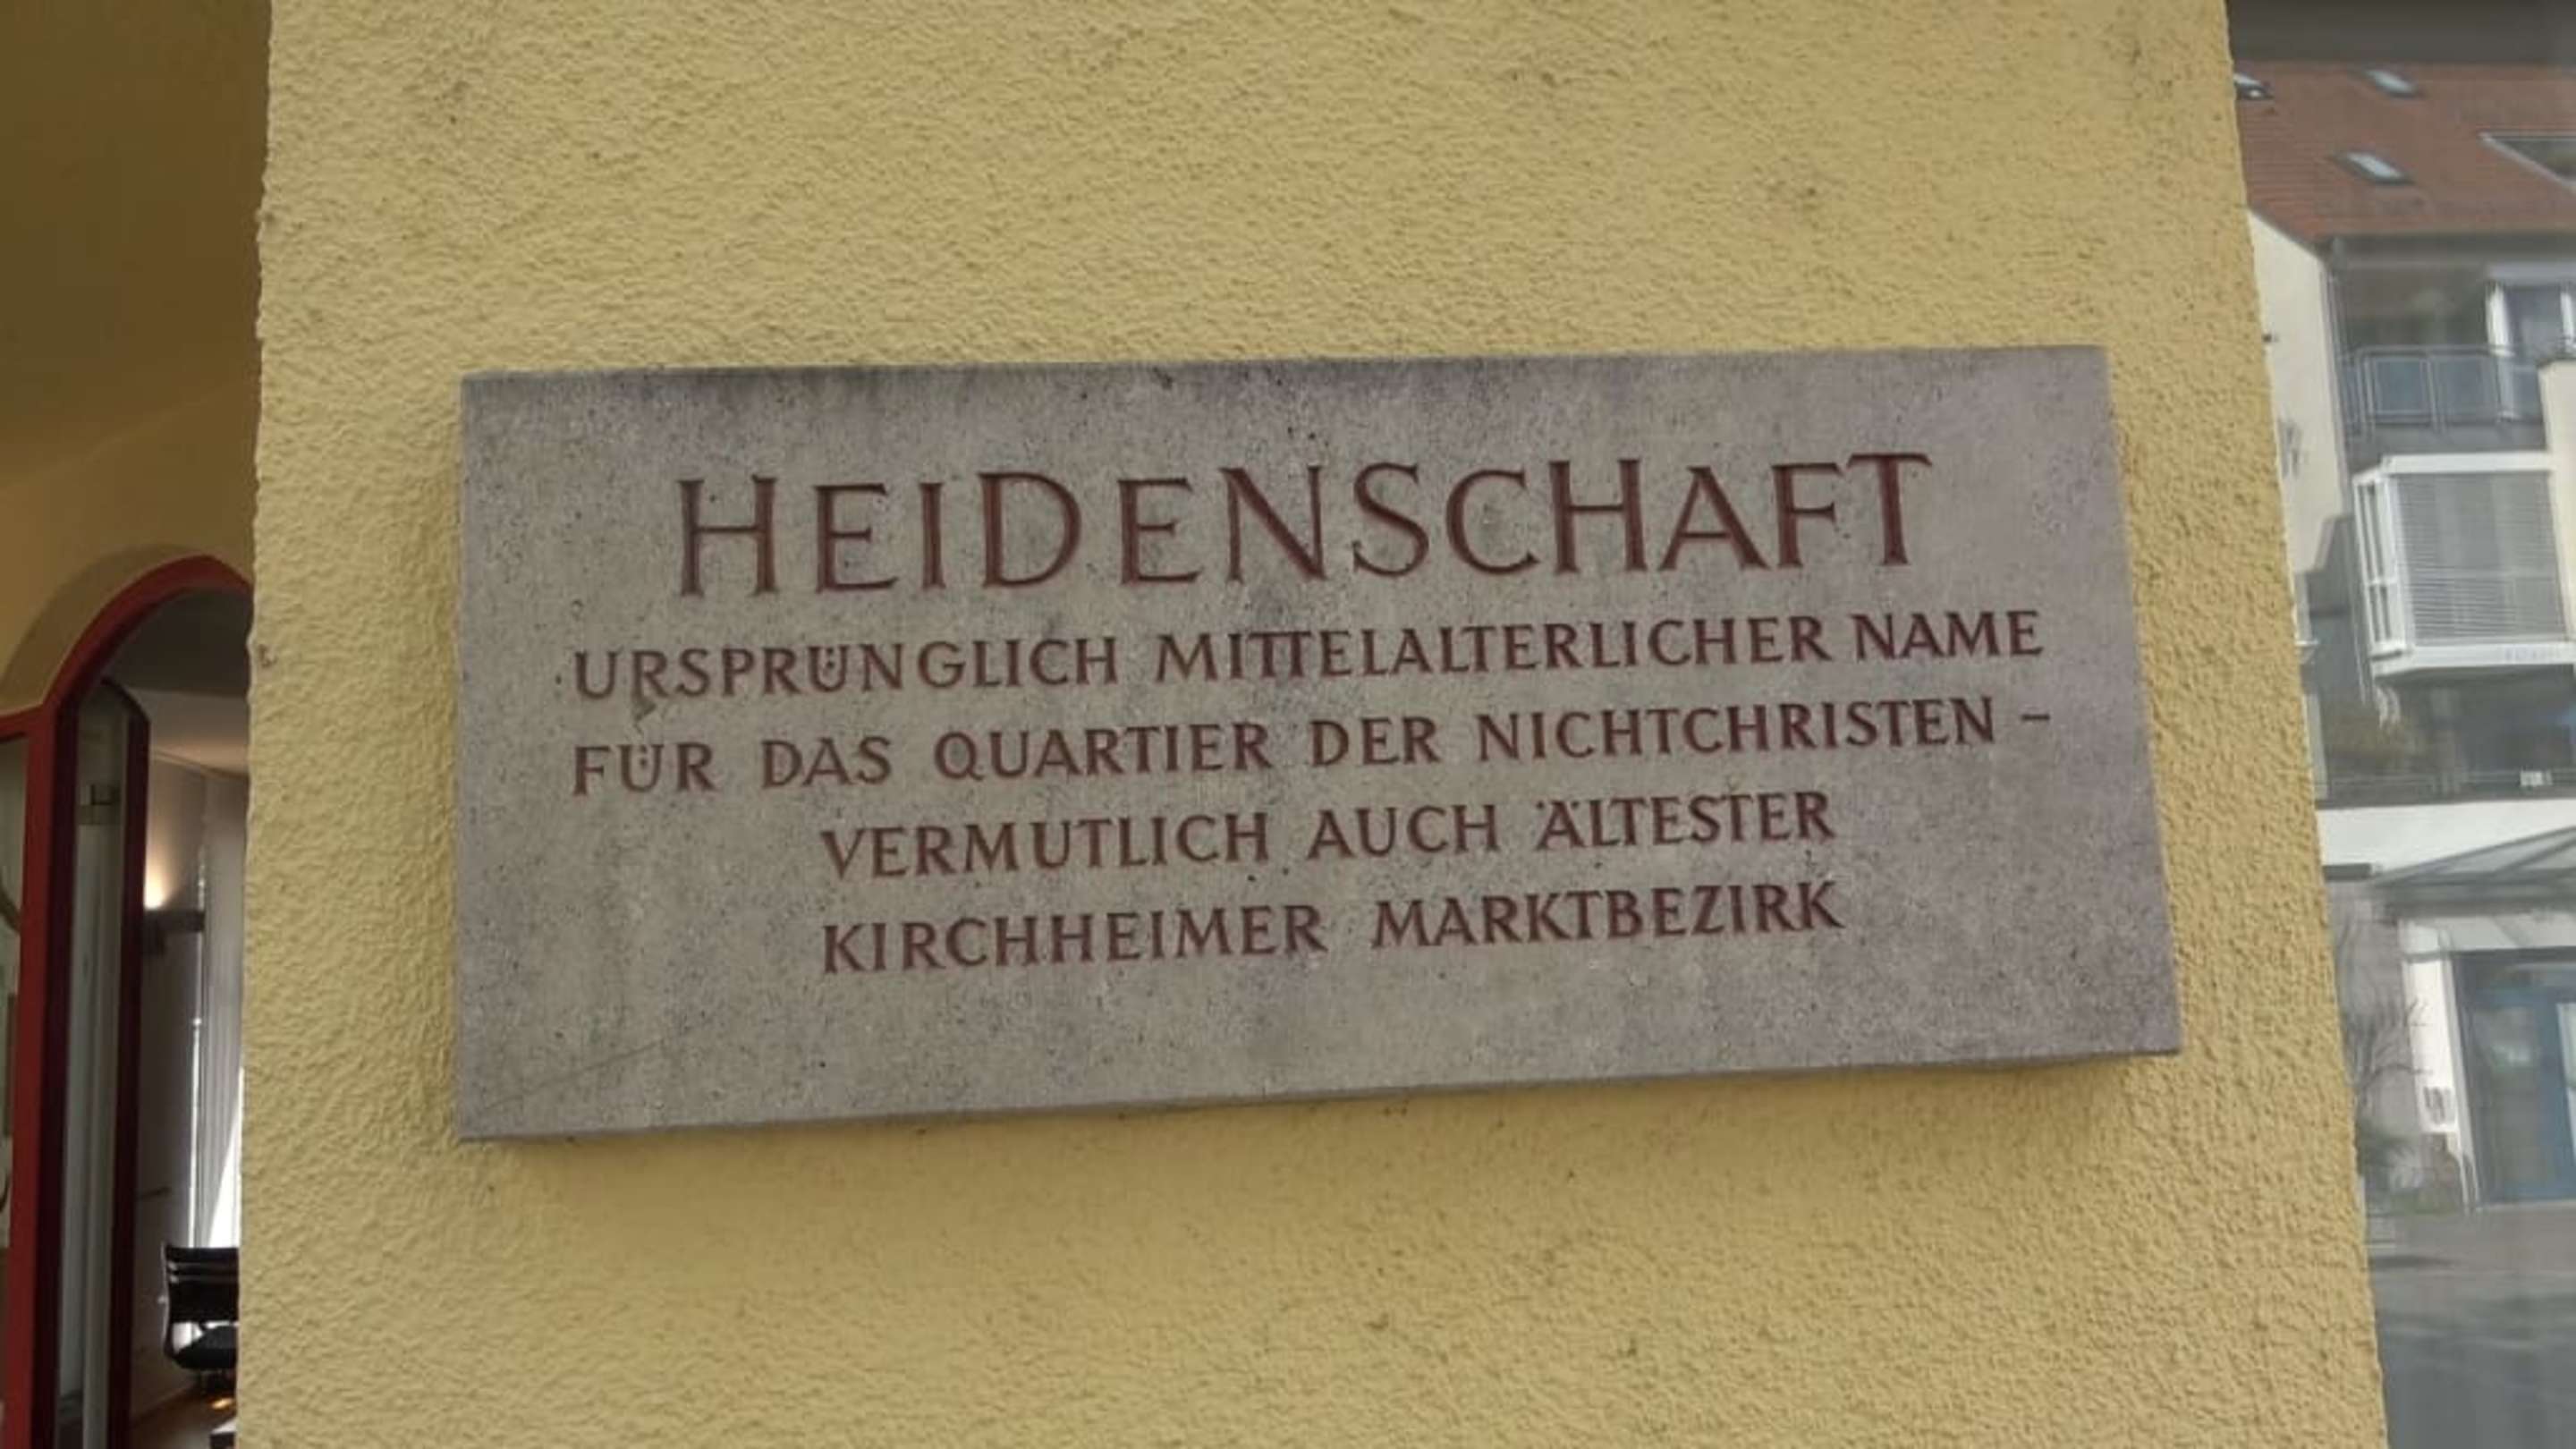 HEIDENSCHAFT
URSPRÜNGLICH MITTELALTERLICHER NAME
FÜR DAS QUARTIER DER NICHTCHRISTEN –
VERMUTLICH AUCH ÄLTESTER
KIRCHHEIMER MARKTBEZIRK